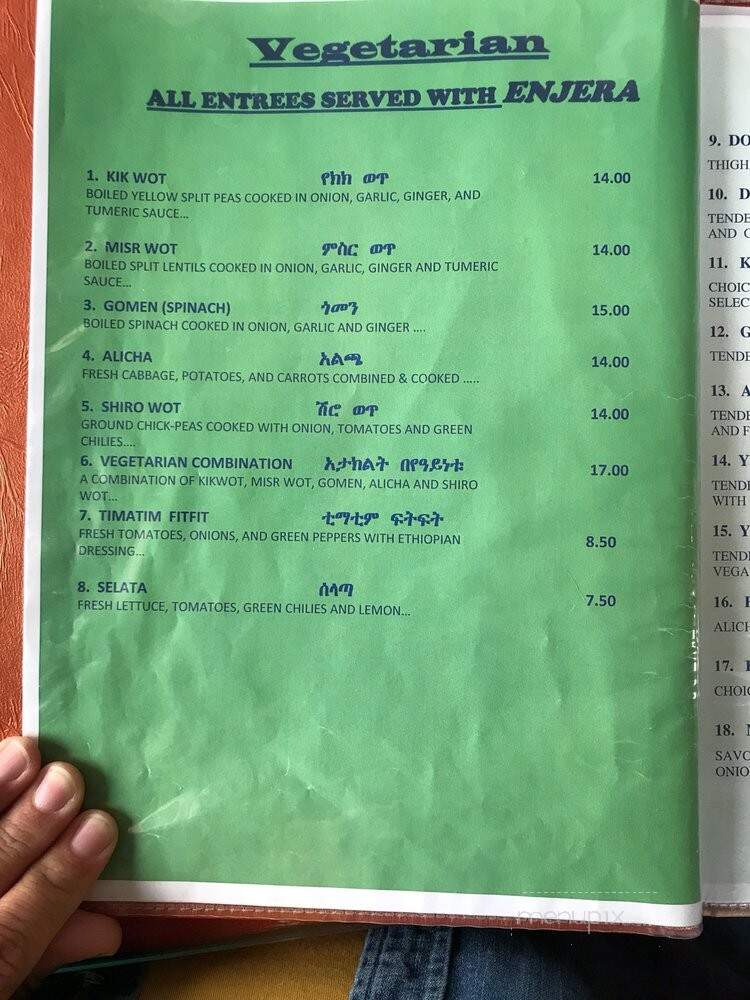 Vegetarian
ALL ENTREES SERVED WITH ENJERA
1. KIK WOT የክክ ወጥ 14.00
BOILED YELLOW SPLIT PEAS COOKED IN ONION, GARLIC, GINGER, AND
TUMERIC SAUCE...
2. MISR WOT ምስር ወጥ 14.00
BOILED SPLIT LENTILS COOKED IN ONION, GARLIC, GINGER AND TUMERIC
SAUCE...
3. GOMEN (SPINACH) ጎመን 15.00
BOILED SPINACH COOKED IN ONION, GARLIC AND GINGER ....
4. ALICHA አልጫ 14.00
FRESH CABBAGE, POTATOES, AND CARROTS COMBINED & COOKED .....
5. SHIRO WOT ሽሮ ወጥ 14.00
GROUND CHICK-PEAS COOKED WITH ONION, TOMATOES AND GREEN
CHILIES....
6. VEGETARIAN COMBINATION አታክልት በየዓይነቱ 17.00
A COMBINATION OF KIKWOT, MISR WOT, GOMEN, ALICHA AND SHIRO
WOT...
7. TIMATIM FITFIT ቲማቲም ፍትፍት
FRESH TOMATOES, ONIONS, AND GREEN PEPPERS WITH ETHIOPIAN 8.50
DRESSING...
8. SELATA ሰላጣ 7.50
FRESH LETTUCE, TOMATOES, GREEN CHILIES AND LEMON...
menupix
9. DO
THIGH
10. D
TENDE
AND
11. K
CHOIC
SELEC
12. G
TENDE
13. A
TENDE
AND F
14. Y
TENDE
WITH
15. Y
TENDE
VEGA
16.
ALICH
17.
CHOIC
18.
SAVO
ONIO